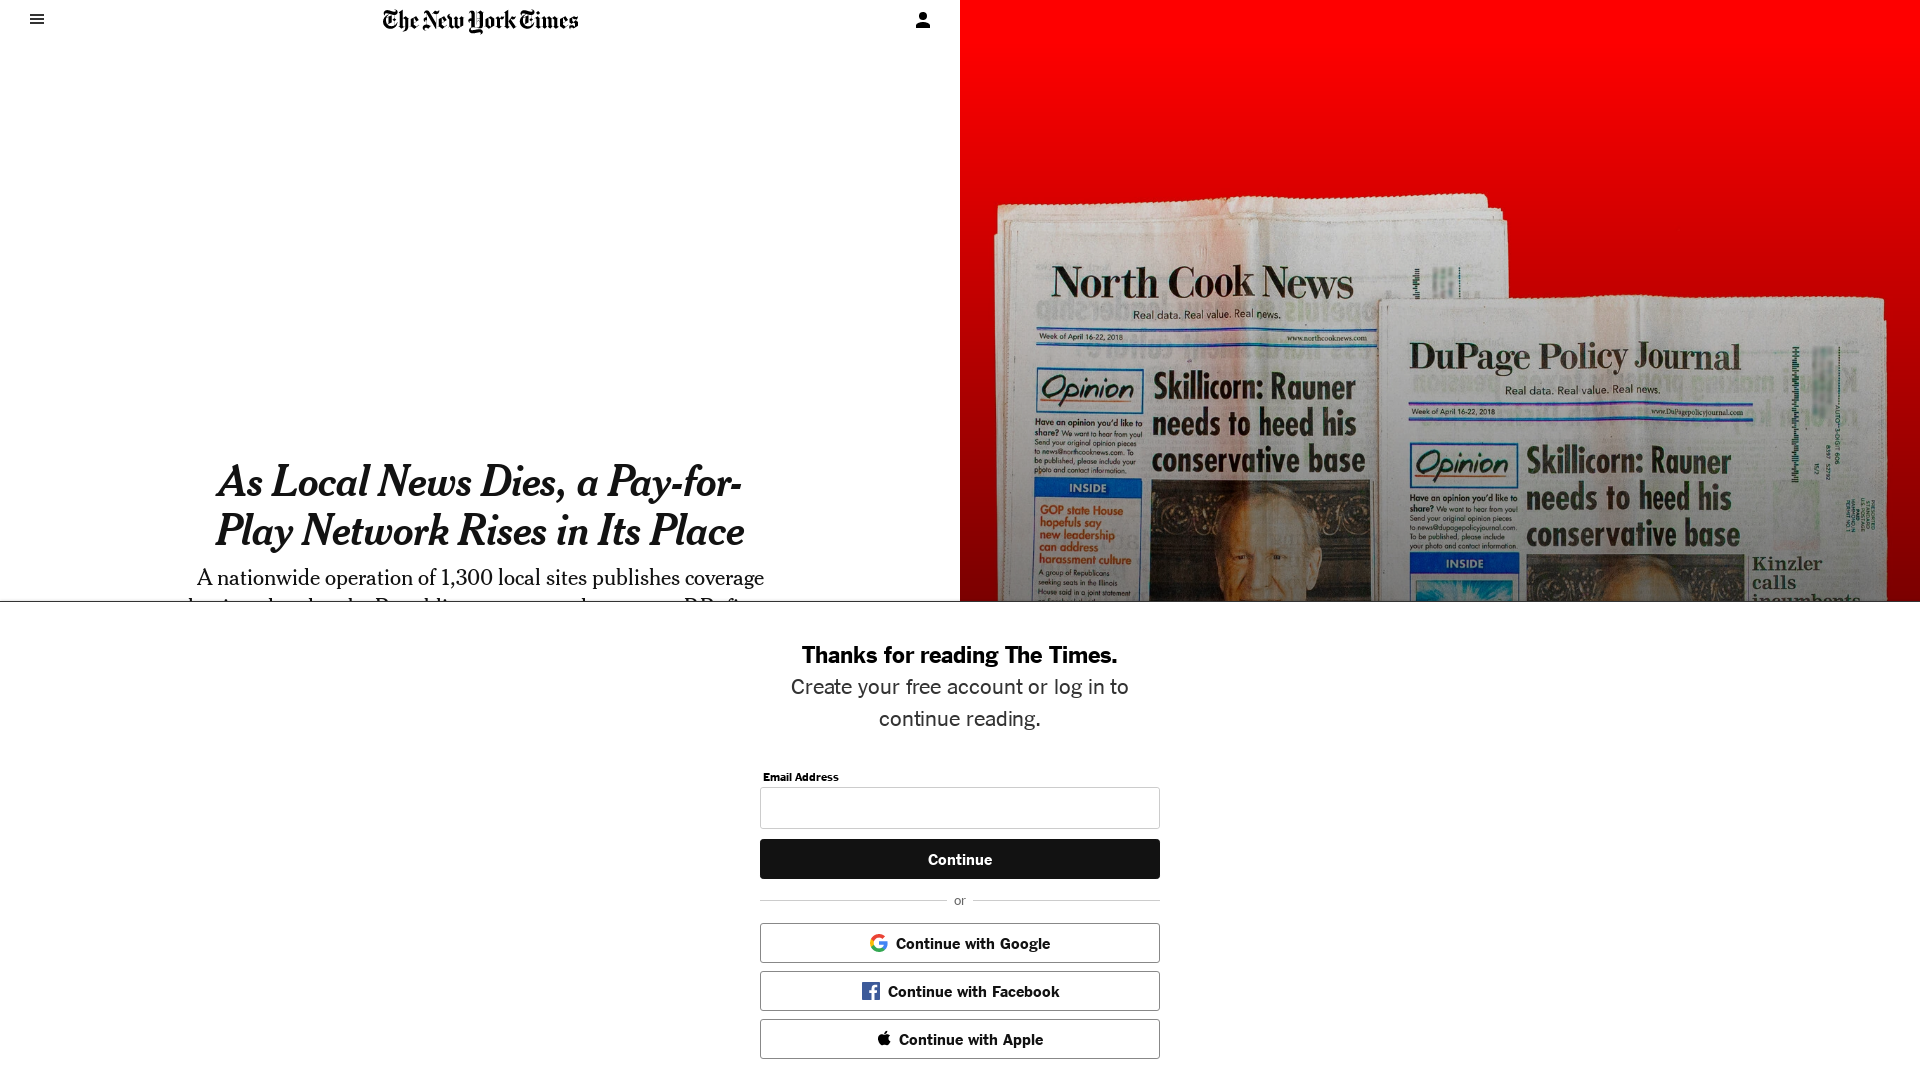 The New York Times
As Local News Dies, a Pay-for-
Play Network Rises in Its Place
A nationwide operation of 1,300 local sites publishes coverage
North Cook News
Real data. Real value. Real news.
Week of April 16-22, 2018
www.northcooknews.com
Opinion
Have an opinion you'd like to
share? We want to hear from you!
Send your original opinion pieces
to news@northcooknews.com. To
be published, please include your
photo and contact information.
Skillicorn: Rauner
needs to heed his
conservative base
INSIDE
GOP state House
hopefuls say
new leadership
can address
harassment culture
A group of Republicans
seeking seats in the Illinois
House said in a joint statement
DuPage Policy Journal
Real data. Real value. Real news.
Week of April 16-22, 2018
www.DuPagepolicyjournal.com
Opinion
Have an opinion you'd like to
share? We want to hear from you!
Send your original opinion pieces
to news@dupagepolicyjournal.com.
To be published, please include
your photo and contact information.
Skillicorn: Rauner
needs to heed his
conservative base
INSIDE
Kinzler
calls
incumbents
Thanks for reading The Times.
Create your free account or log in to
continue reading.
Email Address
Continue
or
Continue with Google
Continue with Facebook
Continue with Apple